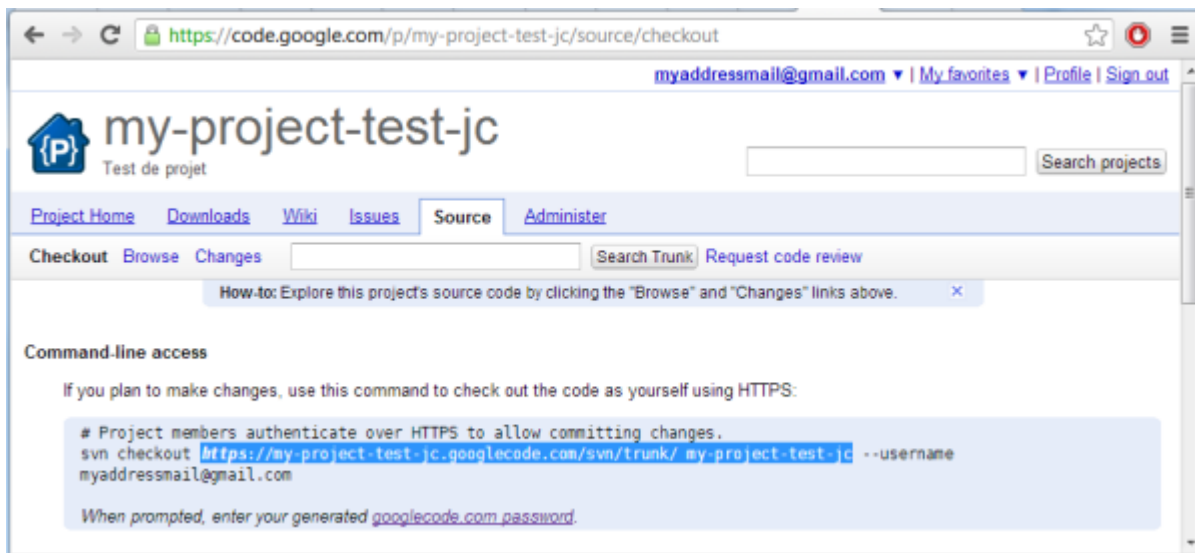 https://code.google.com/p/my-project-test-jc/source/checkout
myaddressmail@gmail.com ▼ | My favorites ▼ | Profile | Sign out
{P}
my-project-test-jc
Test de projet
Search projects
Project Home Downloads Wiki Issues Source Administer
Checkout Browse Changes Search Trunk Request code review
How-to: Explore this project's source code by clicking the "Browse" and "Changes" links above. ×
Command-line access
If you plan to make changes, use this command to check out the code as yourself using HTTPS:
# Project members authenticate over HTTPS to allow committing changes.
svn checkout https://my-project-test-jc.googlecode.com/svn/trunk/ my-project-test-jc --username
myaddressmail@gmail.com
When prompted, enter your generated googlecode.com password.